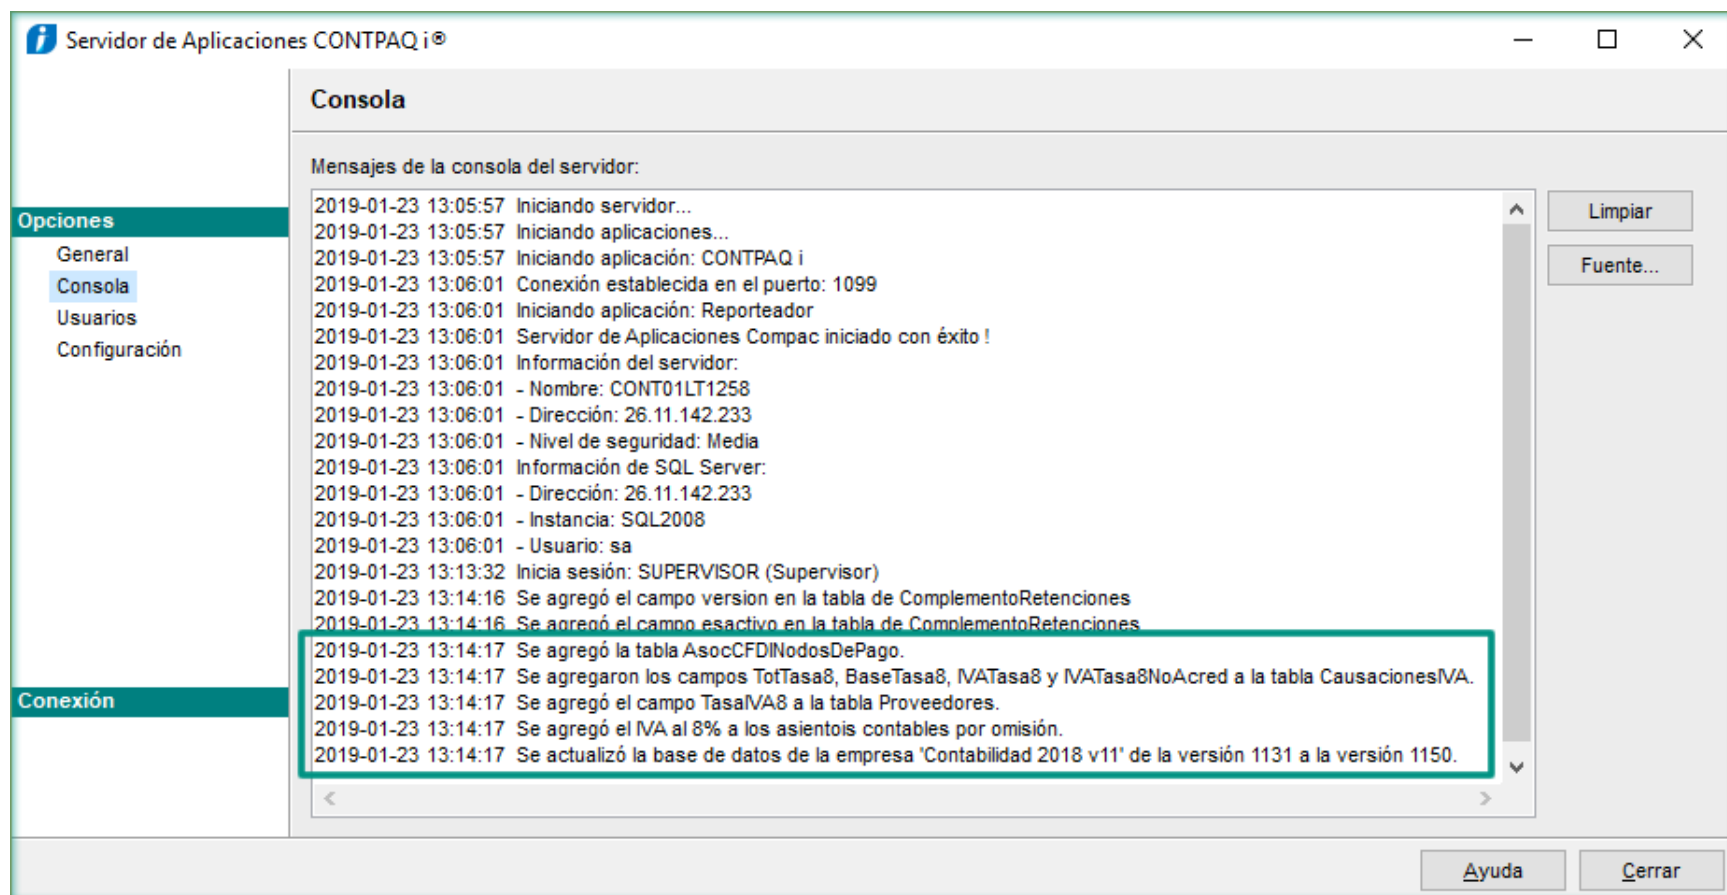 Servidor de Aplicaciones CONTPAQ i®
Consola
Mensajes de la consola del servidor:
Opciones
General
Consola
Usuarios
Configuración
Conexión
2019-01-23 13:05:57 Iniciando servidor...
2019-01-23 13:05:57 Iniciando aplicaciones...
2019-01-23 13:05:57 Iniciando aplicación: CONTPAQ i
2019-01-23 13:06:01 Conexión establecida en el puerto: 1099
2019-01-23 13:06:01 Iniciando aplicación: Reporteador
2019-01-23 13:06:01 Servidor de Aplicaciones Compac iniciado con éxito !
2019-01-23 13:06:01 Información del servidor:
2019-01-23 13:06:01 - Nombre: CONT01LT1258
2019-01-23 13:06:01 - Dirección: 26.11.142.233
2019-01-23 13:06:01 - Nivel de seguridad: Media
2019-01-23 13:06:01 Información de SQL Server:
2019-01-23 13:06:01 - Dirección: 26.11.142.233
2019-01-23 13:06:01 - Instancia: SQL2008
2019-01-23 13:06:01 - Usuario: sa
2019-01-23 13:13:32 Inicia sesión: SUPERVISOR (Supervisor)
2019-01-23 13:14:16 Se agregó el campo version en la tabla de ComplementoRetenciones
2019-01-23 13:14:16 Se agregó el campo esactivo en la tabla de ComplementoRetenciones
2019-01-23 13:14:17 Se agregó la tabla AsocCFDINodosDePago.
2019-01-23 13:14:17 Se agregaron los campos TotTasa8, BaseTasa8, IVATasa8 y IVATasa8NoAcred a la tabla CausacionesIVA.
2019-01-23 13:14:17 Se agregó el campo TasaIVA8 a la tabla Proveedores.
2019-01-23 13:14:17 Se agregó el IVA al 8% a los asientois contables por omisión.
2019-01-23 13:14:17 Se actualizó la base de datos de la empresa 'Contabilidad 2018 v11' de la versión 1131 a la versión 1150.
Limpiar
Fuente...
Ayuda
Cerrar